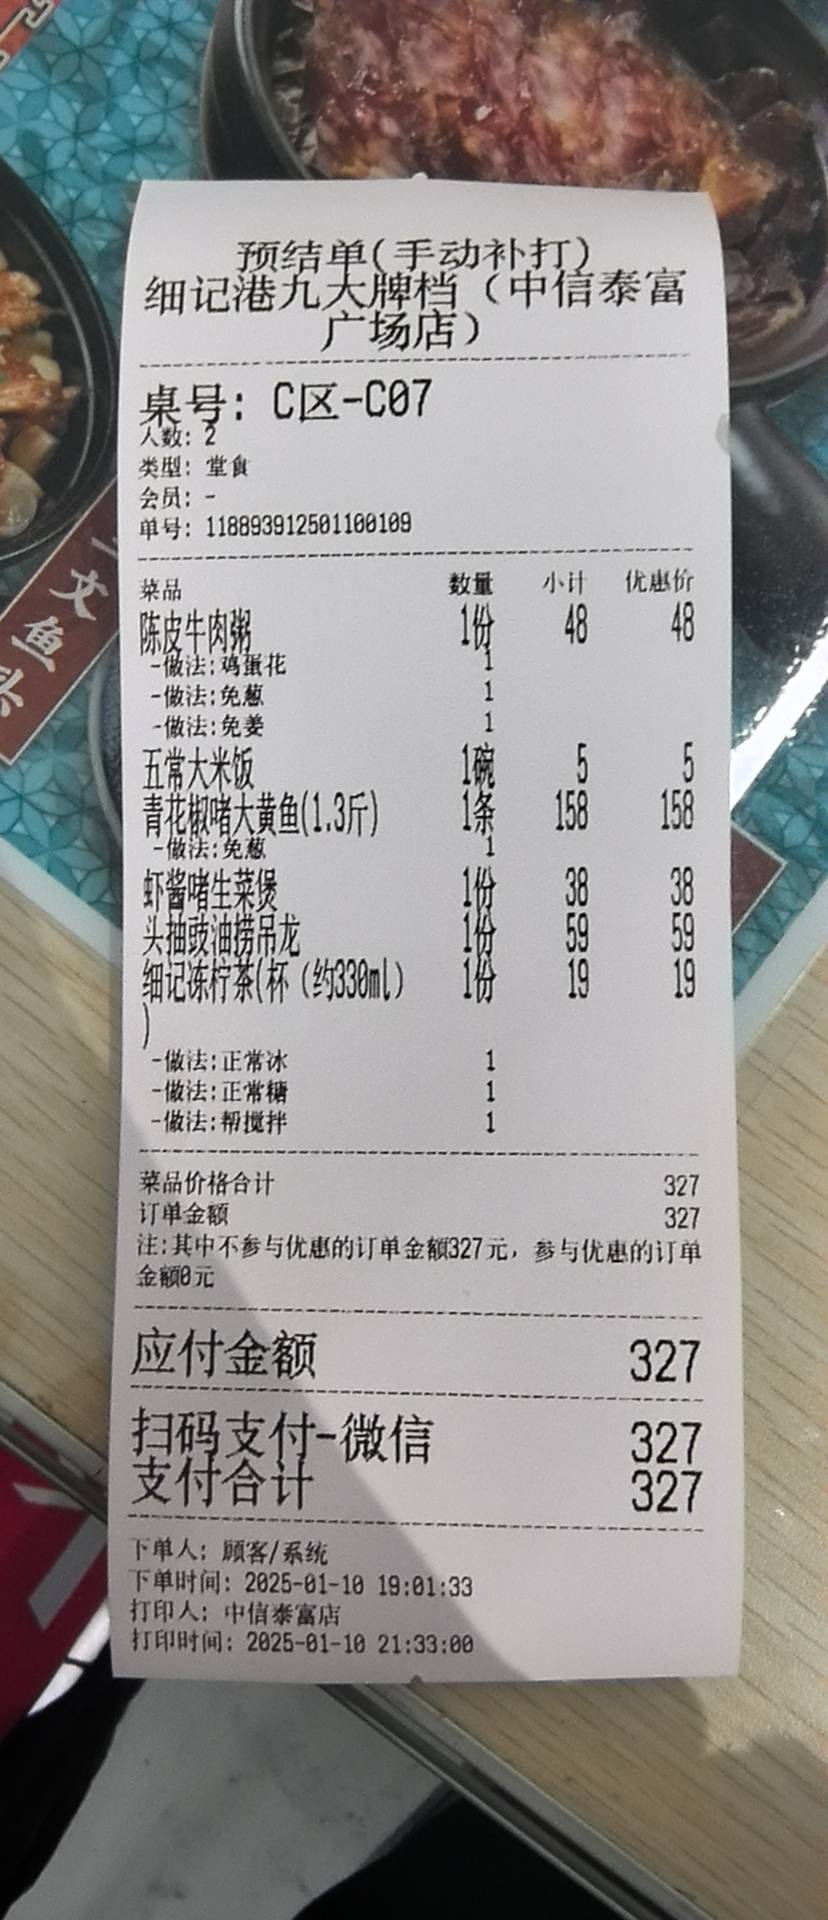 预结单(手动补打)
细记港九大牌档（中信泰富
广场店）
桌号: C区-C07
人数: 2
类型: 堂食
会员: -
单号: 118893912501100109
菜品 数量 小计 优惠价
陈皮牛肉粥 1份 48 48
-做法:鸡蛋花 1
-做法:免葱 1
-做法:免姜 1
五常大米饭 1碗 5 5
青花椒啫大黄鱼(1.3斤) 1条 158 158
-做法:免葱 1
虾酱啫生菜煲 1份 38 38
头抽豉油捞吊龙 1份 59 59
细记冻柠茶(杯（约330ml） 1份 19 19
)
-做法:正常冰 1
-做法:正常糖 1
-做法:帮搅拌 1
菜品价格合计 327
订单金额 327
注:其中不参与优惠的订单金额327元，参与优惠的订单
金额0元
应付金额 327
扫码支付-微信 327
支付合计 327
下单人: 顾客/系统
下单时间: 2025-01-10 19:01:33
打印人: 中信泰富店
打印时间: 2025-01-10 21:33:00
文鱼头